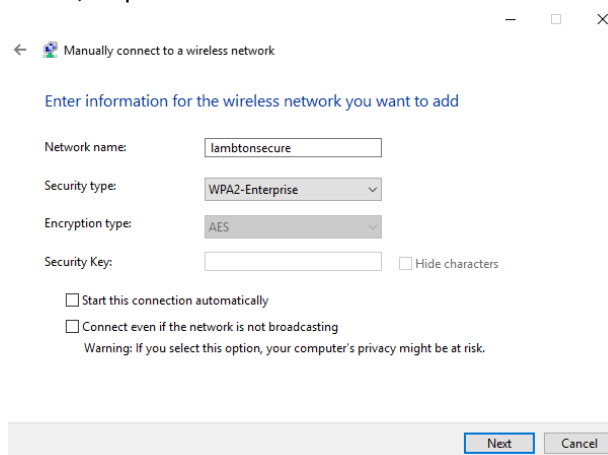 Manually connect to a wireless network
Enter information for the wireless network you want to add
Network name: lambtonsecure
Security type: WPA2-Enterprise
Encryption type: AES
Security Key: Hide characters
Start this connection automatically
Connect even if the network is not broadcasting
Warning: If you select this option, your computer's privacy might be at risk.
Next Cancel